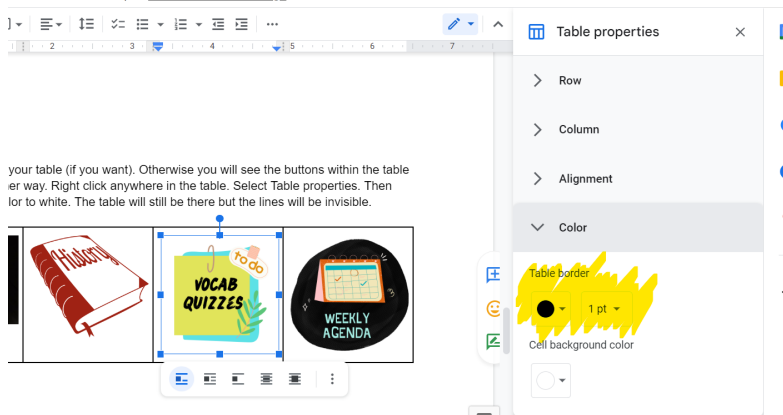 2 3 4 5 6 7
your table (if you want). Otherwise you will see the buttons within the table
er way. Right click anywhere in the table. Select Table properties. Then
lor to white. The table will still be there but the lines will be invisible.
History
to do
VOCAB
QUIZZES
WEEKLY
AGENDA
Table properties
Row
Column
Alignment
Color
Table border
1 pt
Cell background color